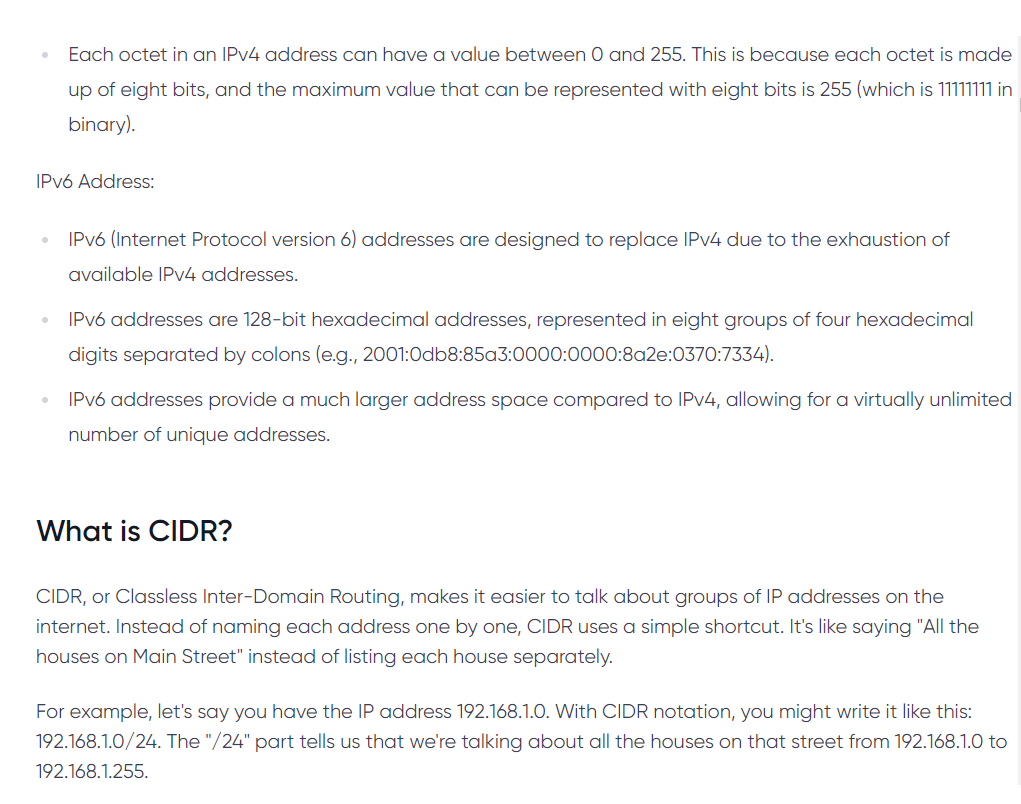 Each octet in an IPv4 address can have a value between 0 and 255. This is because each octet is made
up of eight bits, and the maximum value that can be represented with eight bits is 255 (which is 11111111 in
binary).
IPv6 Address:
IPv6 (Internet Protocol version 6) addresses are designed to replace IPv4 due to the exhaustion of
available IPv4 addresses.
IPv6 addresses are 128-bit hexadecimal addresses, represented in eight groups of four hexadecimal
digits separated by colons (e.g., 2001:0db8:85a3:0000:0000:8a2e:0370:7334).
IPv6 addresses provide a much larger address space compared to IPv4, allowing for a virtually unlimited
number of unique addresses.
What is CIDR?
CIDR, or Classless Inter-Domain Routing, makes it easier to talk about groups of IP addresses on the
internet. Instead of naming each address one by one, CIDR uses a simple shortcut. It's like saying "All the
houses on Main Street" instead of listing each house separately.
For example, let's say you have the IP address 192.168.1.0. With CIDR notation, you might write it like this:
192.168.1.0/24. The "/24" part tells us that we're talking about all the houses on that street from 192.168.1.0 to
192.168.1.255.